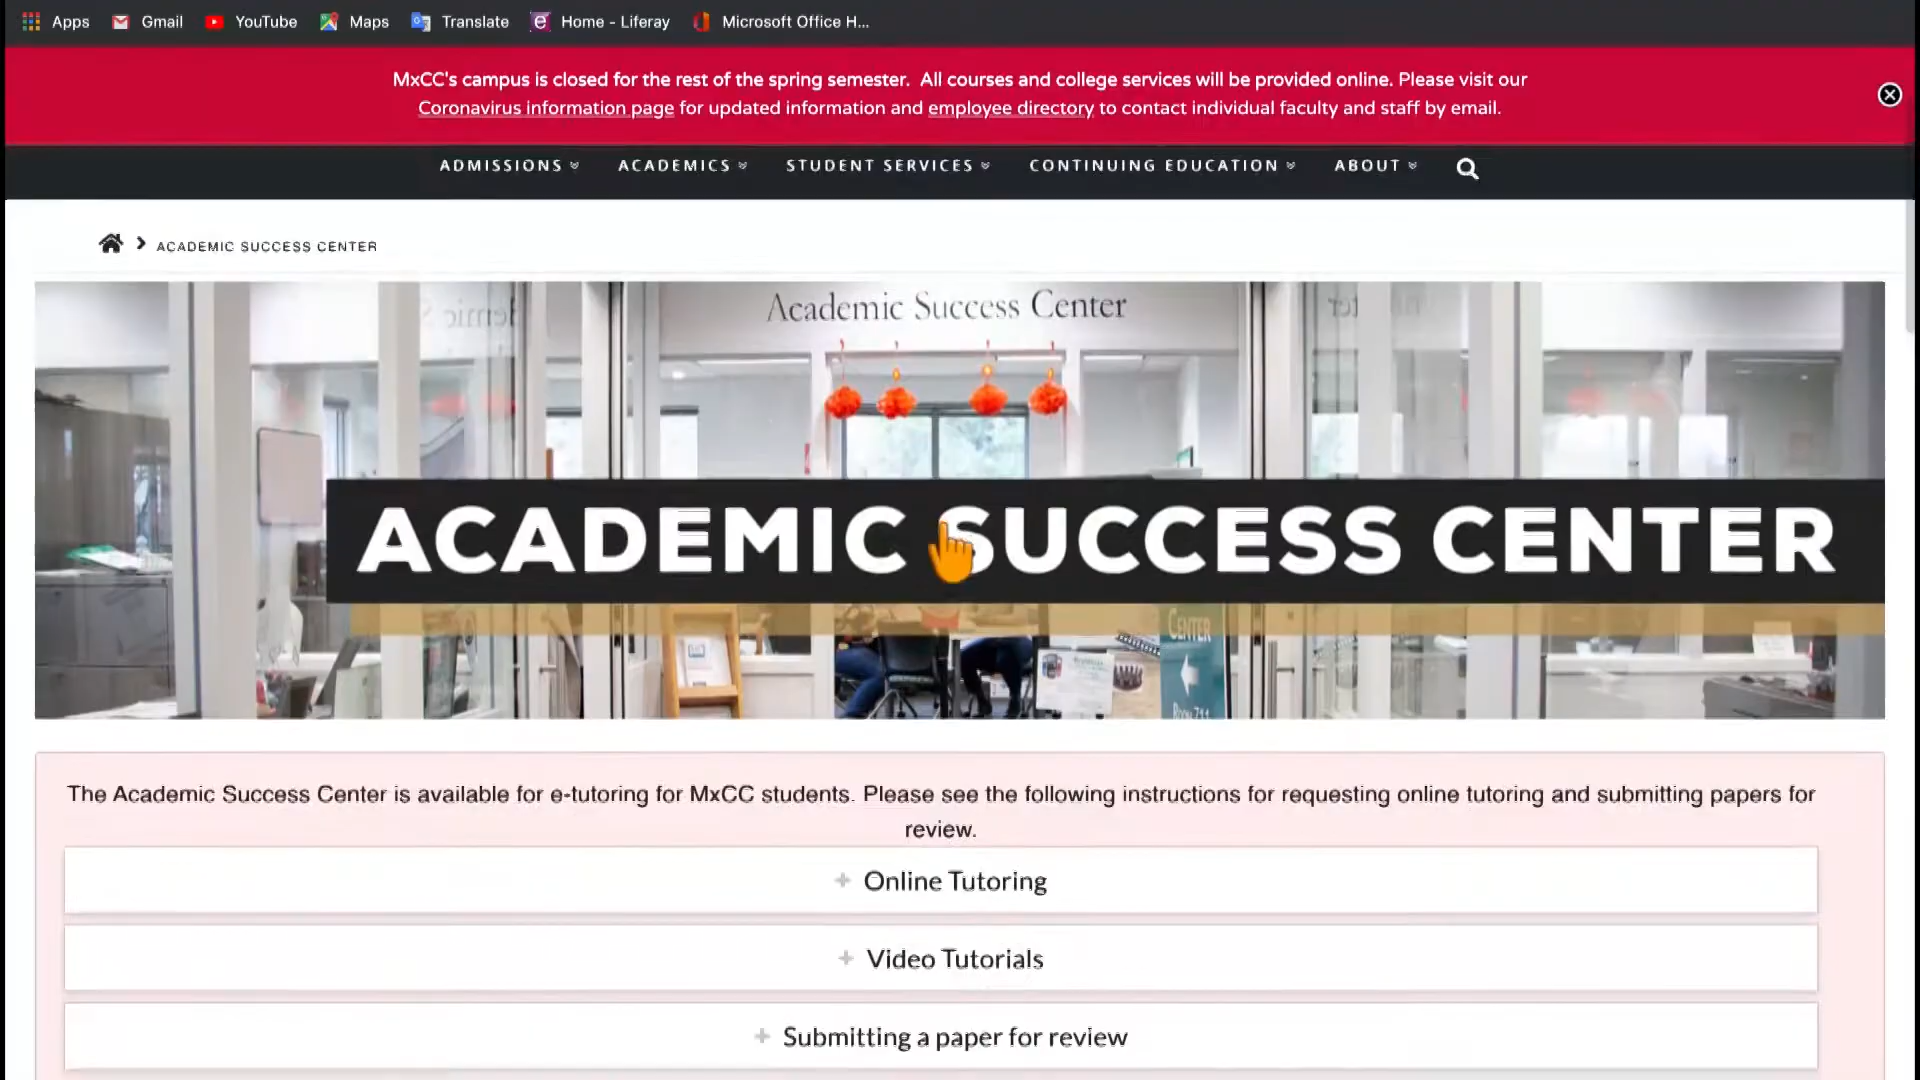 Apps Gmail YouTube Maps Translate Home - Liferay Microsoft Office H...
MxCC's campus is closed for the rest of the spring semester. All courses and college services will be provided online. Please visit our
Coronavirus information page for updated information and employee directory to contact individual faculty and staff by email.
ADMISSIONS ACADEMICS STUDENT SERVICES CONTINUING EDUCATION ABOUT
ACADEMIC SUCCESS CENTER
Academic Success Center
ACADEMIC SUCCESS CENTER
CENTER
The Academic Success Center is available for e-tutoring for MxCC students. Please see the following instructions for requesting online tutoring and submitting papers for
review.
+ Online Tutoring
+ Video Tutorials
+ Submitting a paper for review